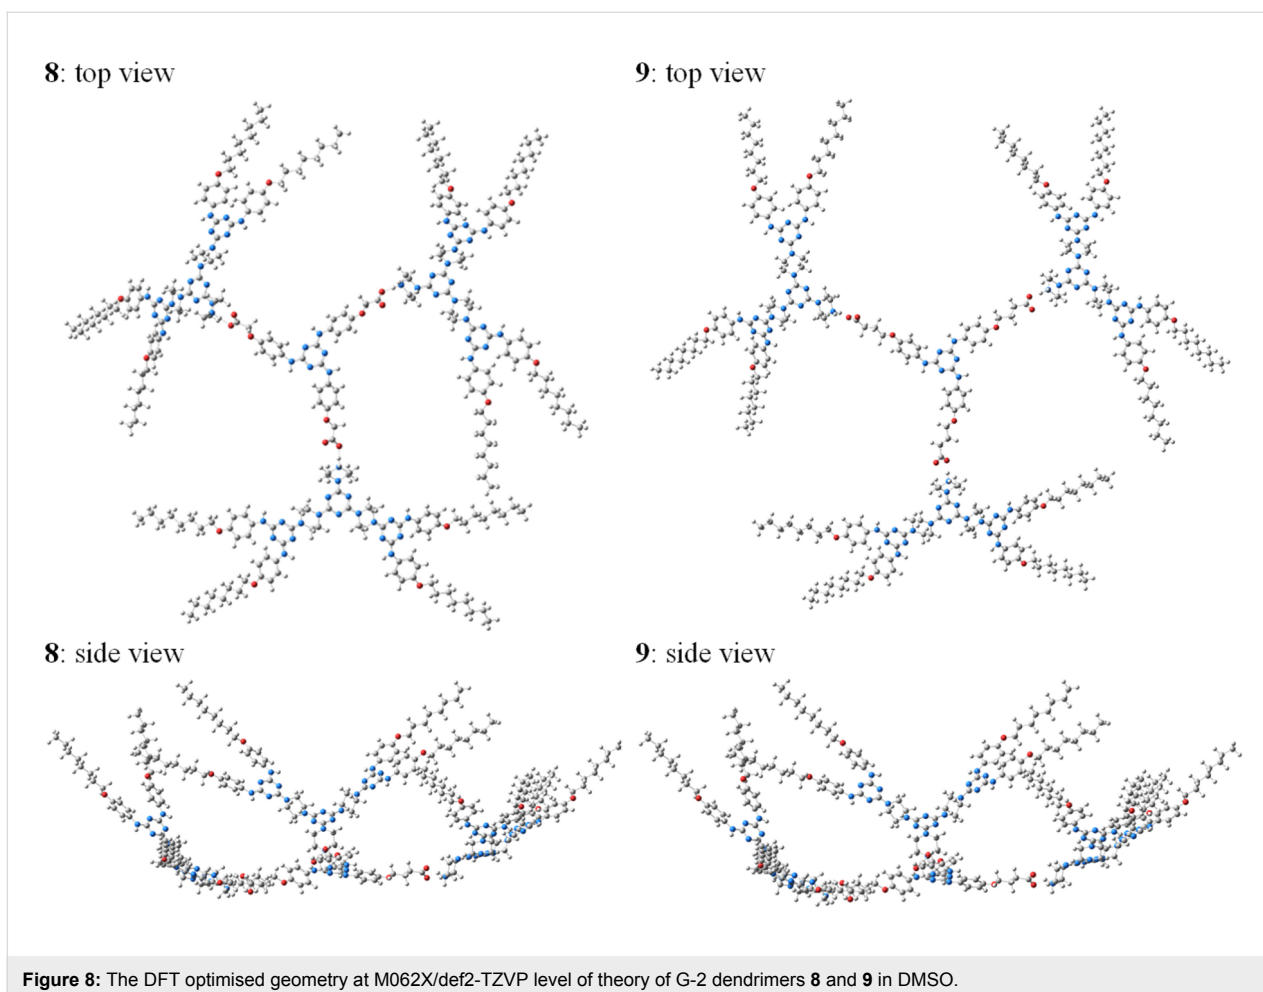 8: top view
9: top view
8: side view
9: side view
Figure 8: The DFT optimised geometry at M062X/def2-TZVP level of theory of G-2 dendrimers 8 and 9 in DMSO.